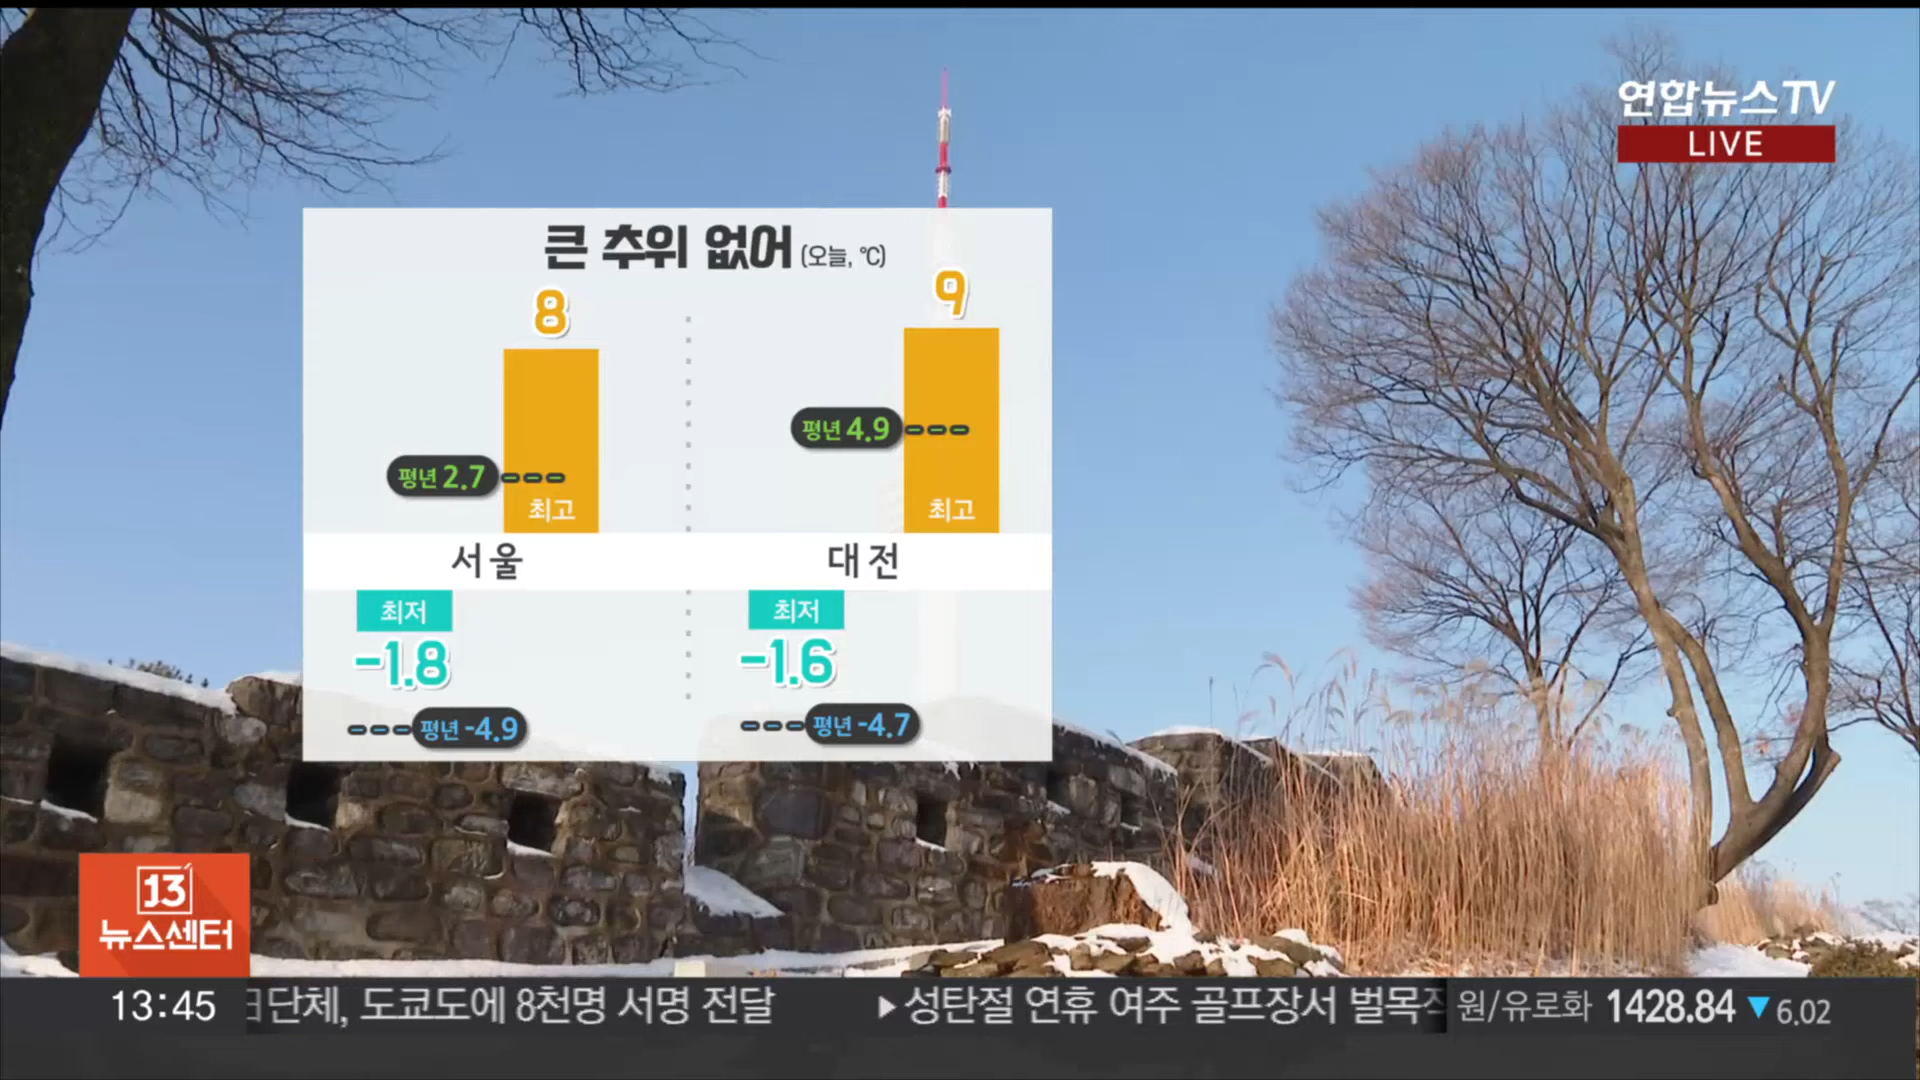 연합뉴스TV
LIVE
큰 추위 없어 (오늘, ℃)
8
9
평년 4.9
평년 2.7
최고
최고
서울
대전
최저
최저
-1.8
-1.6
평년 -4.9
평년 -4.7
13
뉴스센터
13:45
단체, 도쿄도에 8천명 서명 전달
▶성탄절 연휴 여주 골프장서
원/유로화 1428.84 ▼ 6.02